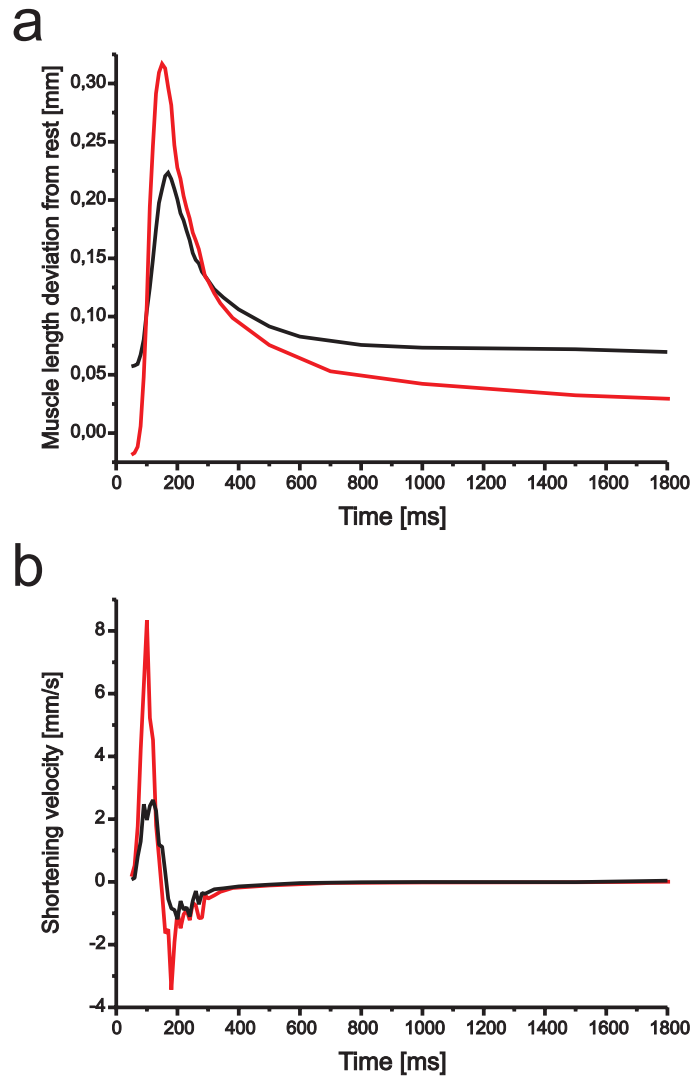 a
Muscle length deviation from rest [mm]
0,30
0,25
0,20
0,15
0,10
0,05
0,00
0 200 400 600 800 1000 1200 1400 1600 1800
Time [ms]
b
Shortening velocity [mm/s]
8
6
4
2
0
-2
-4
0 200 400 600 800 1000 1200 1400 1600 1800
Time [ms]